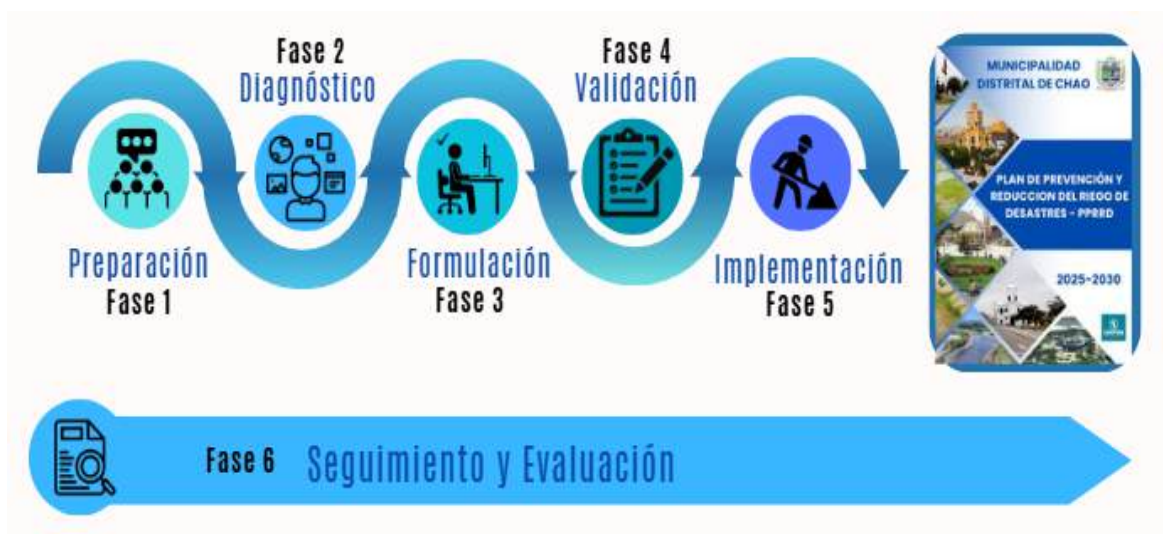 Fase 1
Preparación
Fase 2
Diagnóstico
Fase 3
Formulación
Fase 4
Validación
Fase 5
Implementación
MUNICIPALIDAD
DISTRITAL DE CHAO
PLAN DE PREVENCIÓN Y
REDUCCION DEL RIEGO DE
DESASTRES - PPRRD
2025-2030
Fase 6 Seguimiento y Evaluación